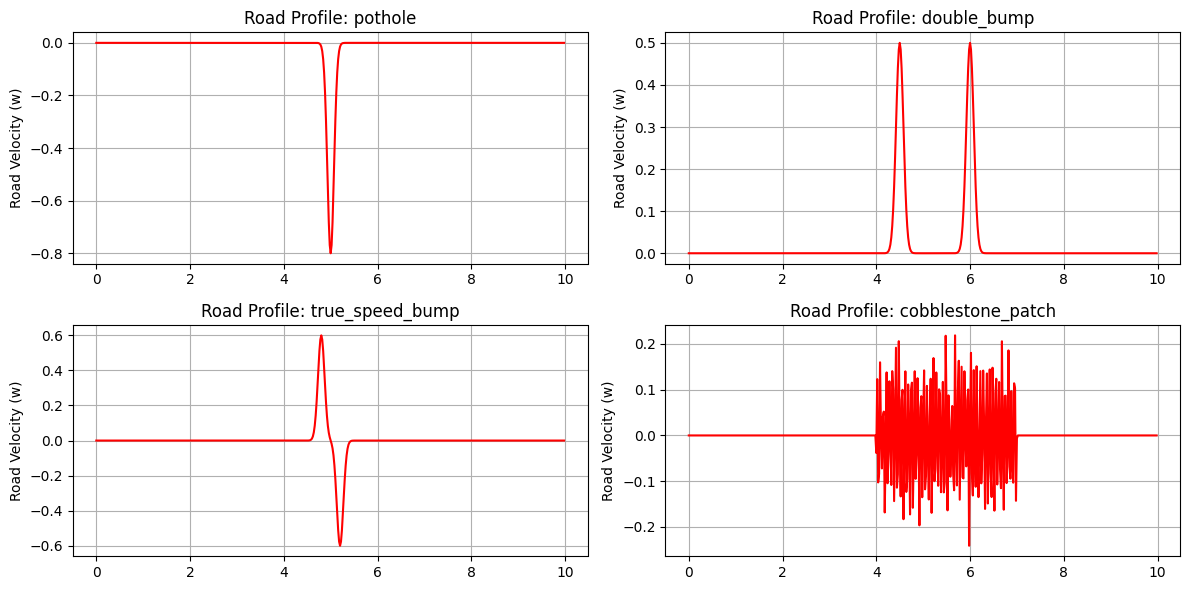 Road Profile: pothole
Road Velocity (w)
0.0
−0.2
−0.4
−0.6
−0.8
0 2 4 6 8 10
Road Profile: double_bump
Road Velocity (w)
0.5
0.4
0.3
0.2
0.1
0.0
0 2 4 6 8 10
Road Profile: true_speed_bump
Road Velocity (w)
0.6
0.4
0.2
0.0
−0.2
−0.4
−0.6
0 2 4 6 8 10
Road Profile: cobblestone_patch
Road Velocity (w)
0.2
0.1
0.0
−0.1
−0.2
0 2 4 6 8 10